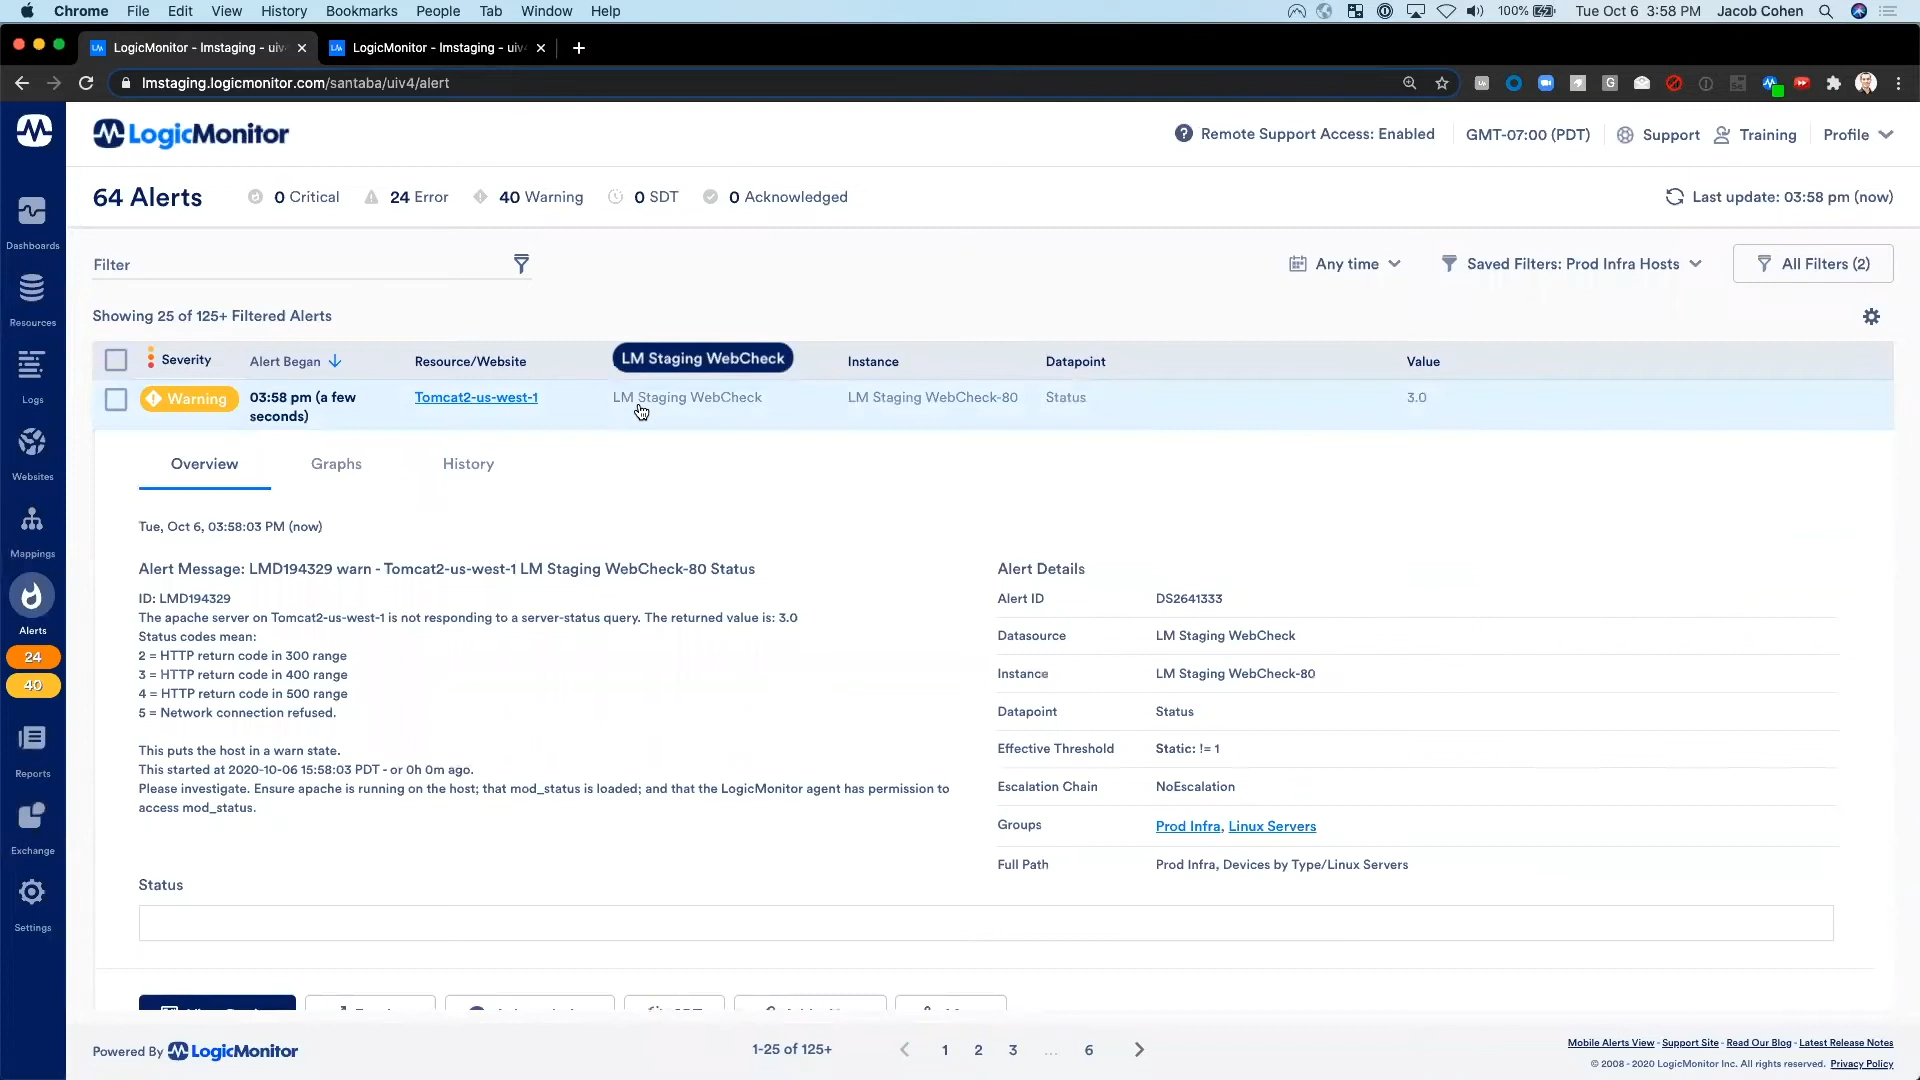 Chrome File Edit View History Bookmarks People Tab Window Help 100% Tue Oct 6 3:58 PM Jacob Cohen
LogicMonitor - lmstaging - uiv LogicMonitor - lmstaging - uiv
lmstaging.logicmonitor.com/santaba/uiv4/alert
LogicMonitor
Remote Support Access: Enabled GMT-07:00 (PDT) Support Training Profile
64 Alerts 0 Critical 24 Error 40 Warning 0 SDT 0 Acknowledged Last update: 03:58 pm (now)
Dashboards
Resources
Logs
Websites
Mappings
Alerts
24
40
Reports
Exchange
Settings
Filter Any time Saved Filters: Prod Infra Hosts All Filters (2)
Showing 25 of 125+ Filtered Alerts
Severity Alert Began Resource/Website LM Staging WebCheck Instance Datapoint Value
Warning 03:58 pm (a few seconds) Tomcat2-us-west-1 LM Staging WebCheck LM Staging WebCheck-80 Status 3.0
Overview Graphs History
Tue, Oct 6, 03:58:03 PM (now)
Alert Message: LMD194329 warn - Tomcat2-us-west-1 LM Staging WebCheck-80 Status
ID: LMD194329
The apache server on Tomcat2-us-west-1 is not responding to a server-status query. The returned value is: 3.0
Status codes mean:
2 = HTTP return code in 300 range
3 = HTTP return code in 400 range
4 = HTTP return code in 500 range
5 = Network connection refused.
This puts the host in a warn state.
This started at 2020-10-06 15:58:03 PDT - or 0h 0m ago.
Please investigate. Ensure apache is running on the host; that mod_status is loaded; and that the LogicMonitor agent has permission to
access mod_status.
Alert Details
Alert ID DS2641333
Datasource LM Staging WebCheck
Instance LM Staging WebCheck-80
Datapoint Status
Effective Threshold Static: != 1
Escalation Chain NoEscalation
Groups Prod Infra, Linux Servers
Full Path Prod Infra, Devices by Type/Linux Servers
Status
Powered By LogicMonitor
1-25 of 125+ 1 2 3 ... 6
Mobile Alerts View - Support Site - Read Our Blog - Latest Release Notes
© 2008 - 2020 LogicMonitor Inc. All rights reserved. Privacy Policy